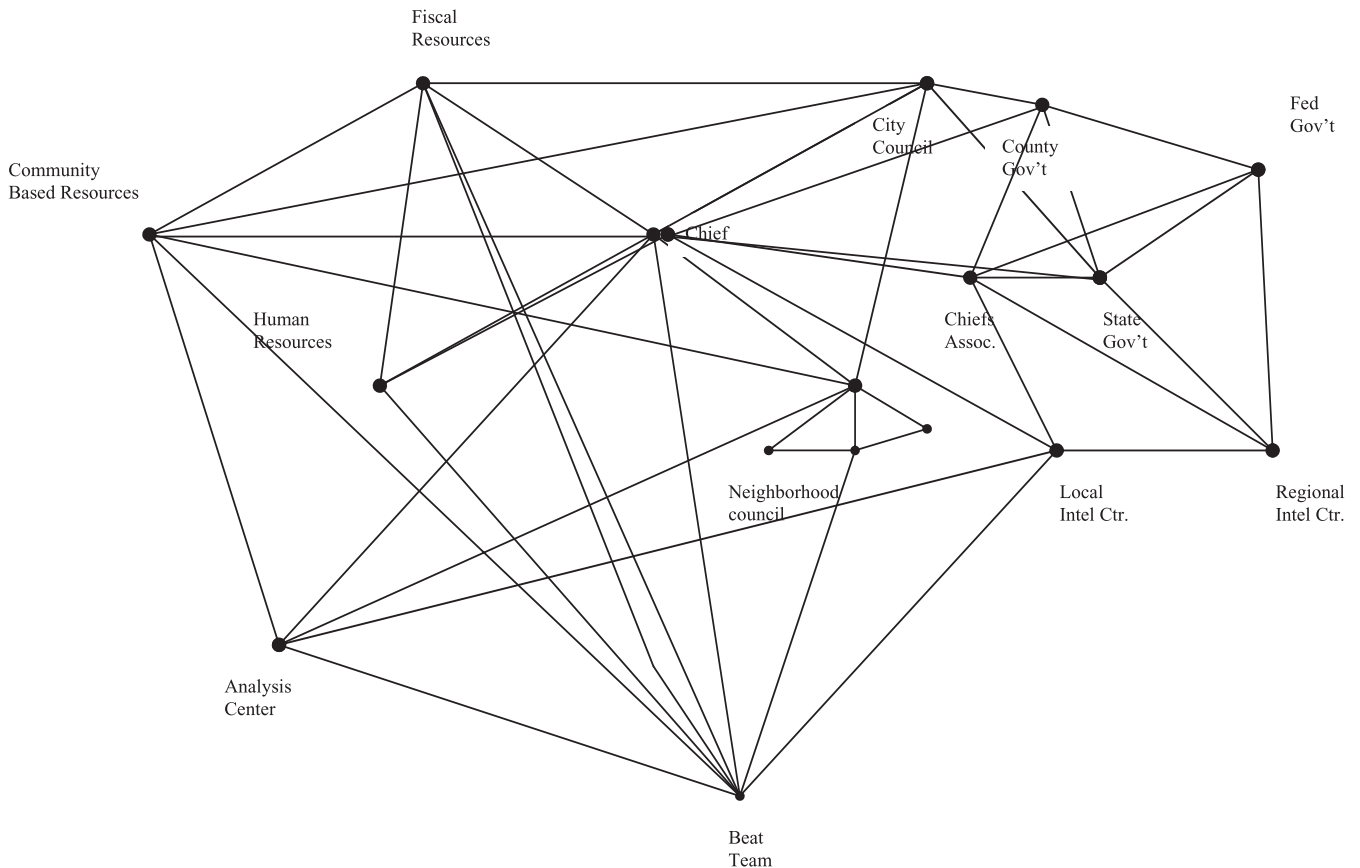 Fiscal
Resources
Fed
Gov’t
City
Council
County
Gov’t
Community
Based Resources
Chief
Human
Resources
Chiefs
Assoc.
State
Gov’t
Neighborhood
council
Local
Intel Ctr.
Regional
Intel Ctr.
Analysis
Center
Beat
Team